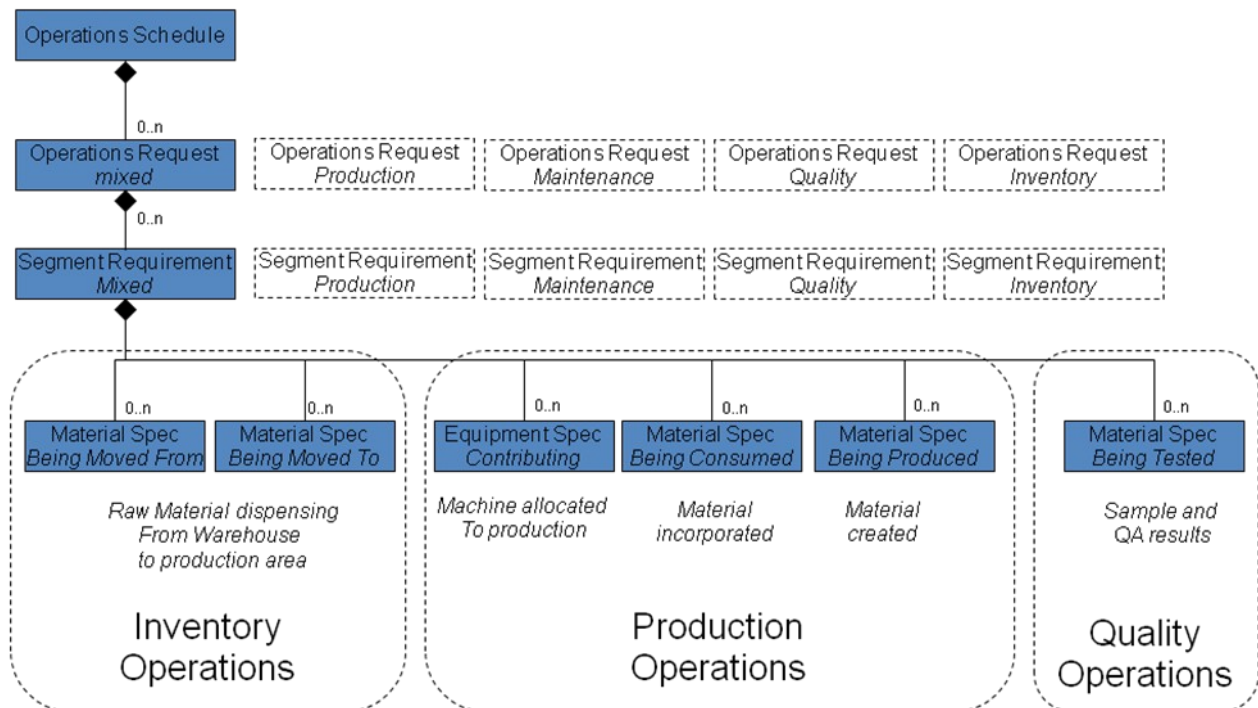 Operations Schedule
0..n
Operations Request
mixed
Operations Request
Production
Operations Request
Maintenance
Operations Request
Quality
Operations Request
Inventory
0..n
Segment Requirement
Mixed
Segment Requirement
Production
Segment Requirement
Maintenance
Segment Requirement
Quality
Segment Requirement
Inventory
0..n
0..n
0..n
0..n
0..n
0..n
Material Spec
Being Moved From
Material Spec
Being Moved To
Equipment Spec
Contributing
Material Spec
Being Consumed
Material Spec
Being Produced
Material Spec
Being Tested
Raw Material dispensing
From Warehouse
to production area
Machine allocated
To production
Material
incorporated
Material
created
Sample and
QA results
Inventory
Operations
Production
Operations
Quality
Operations